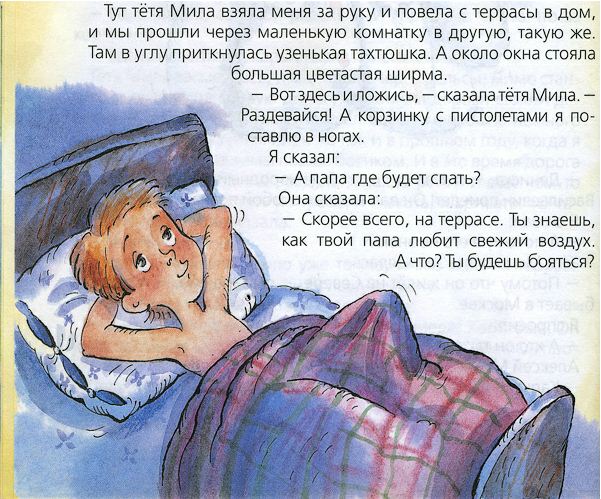 Тут тётя Мила взяла меня за руку и повела с террасы в дом,
и мы прошли через маленькую комнатку в другую, такую же.
Там в углу приткнулась узенькая тахтюшка. А около окна стояла
большая цветастая ширма.
— Вот здесь и ложись, — сказала тётя Мила. —
Раздевайся! А корзинку с пистолетами я по-
ставлю в ногах.
Я сказал:
— А папа где будет спать?
Она сказала:
— Скорее всего, на террасе. Ты знаешь,
как твой папа любит свежий воздух.
А что? Ты будешь бояться?